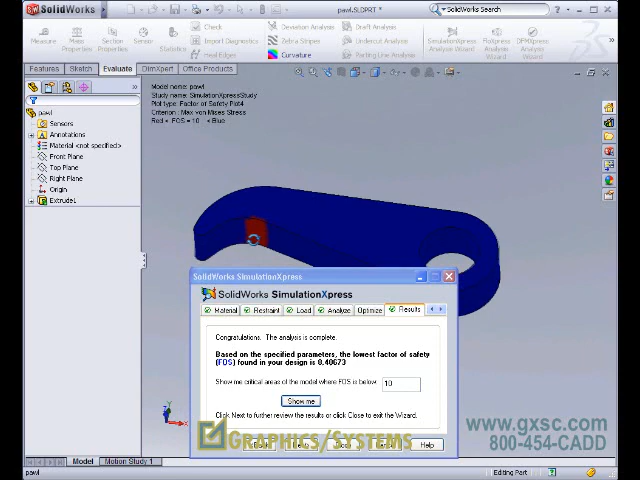 SolidWorks
pawl.SLDPRT *
SolidWorks Search
Measure
Mass Properties
Section Properties
Sensor
Statistics
Check
Import Diagnostics
Heal Edges
Deviation Analysis
Zebra Stripes
Curvature
Draft Analysis
Undercut Analysis
SimulationXpress Analysis Wizard
FloXpress Analysis Wizard
DFMXpress Analysis Wizard
Features
Sketch
Evaluate
DimXpert
Office Products
pawl
Sensors
Annotations
Material <not specified>
Front Plane
Top Plane
Right Plane
Origin
Extrude1
Model name: pawl
Study name: SimulationXpressStudy
Plot type: Factor of Safety Plot4
Criterion : Max von Mises Stress
Red < FOS = 10 < Blue
SolidWorks SimulationXpress
SolidWorks SimulationXpress
Material
Restraint
Load
Analyze
Optimize
Results
Congratulations. The analysis is complete.
Based on the specified parameters, the lowest factor of safety
(FOS) found in your design is 8.40673
Show me critical areas of the model where FOS is below:
10
Show me
Click Next to further review the results or click Close to exit the Wizard.
Help
GRAPHICS/SYSTEMS
www.gxsc.com
800-454-CADD
Model
Motion Study 1
pawl
Editing Part